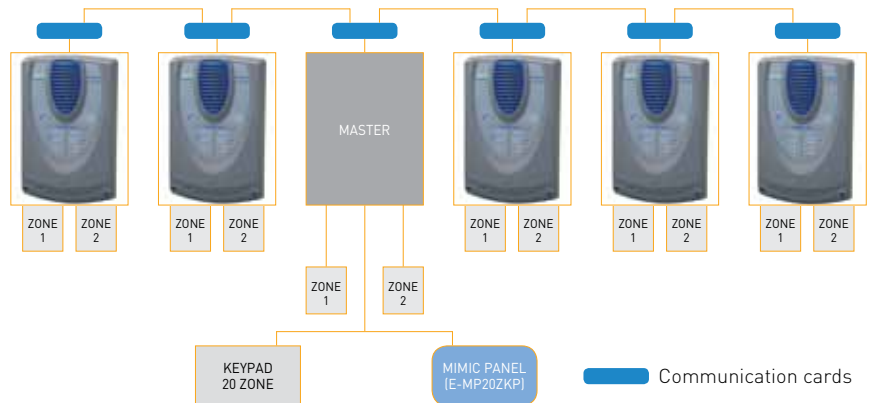 MASTER
ZONE
1
ZONE
2
ZONE
1
ZONE
2
ZONE
1
ZONE
2
ZONE
1
ZONE
2
ZONE
1
ZONE
2
ZONE
1
ZONE
2
KEYPAD
20 ZONE
MIMIC PANEL
(E-MP20ZKP)
Communication cards